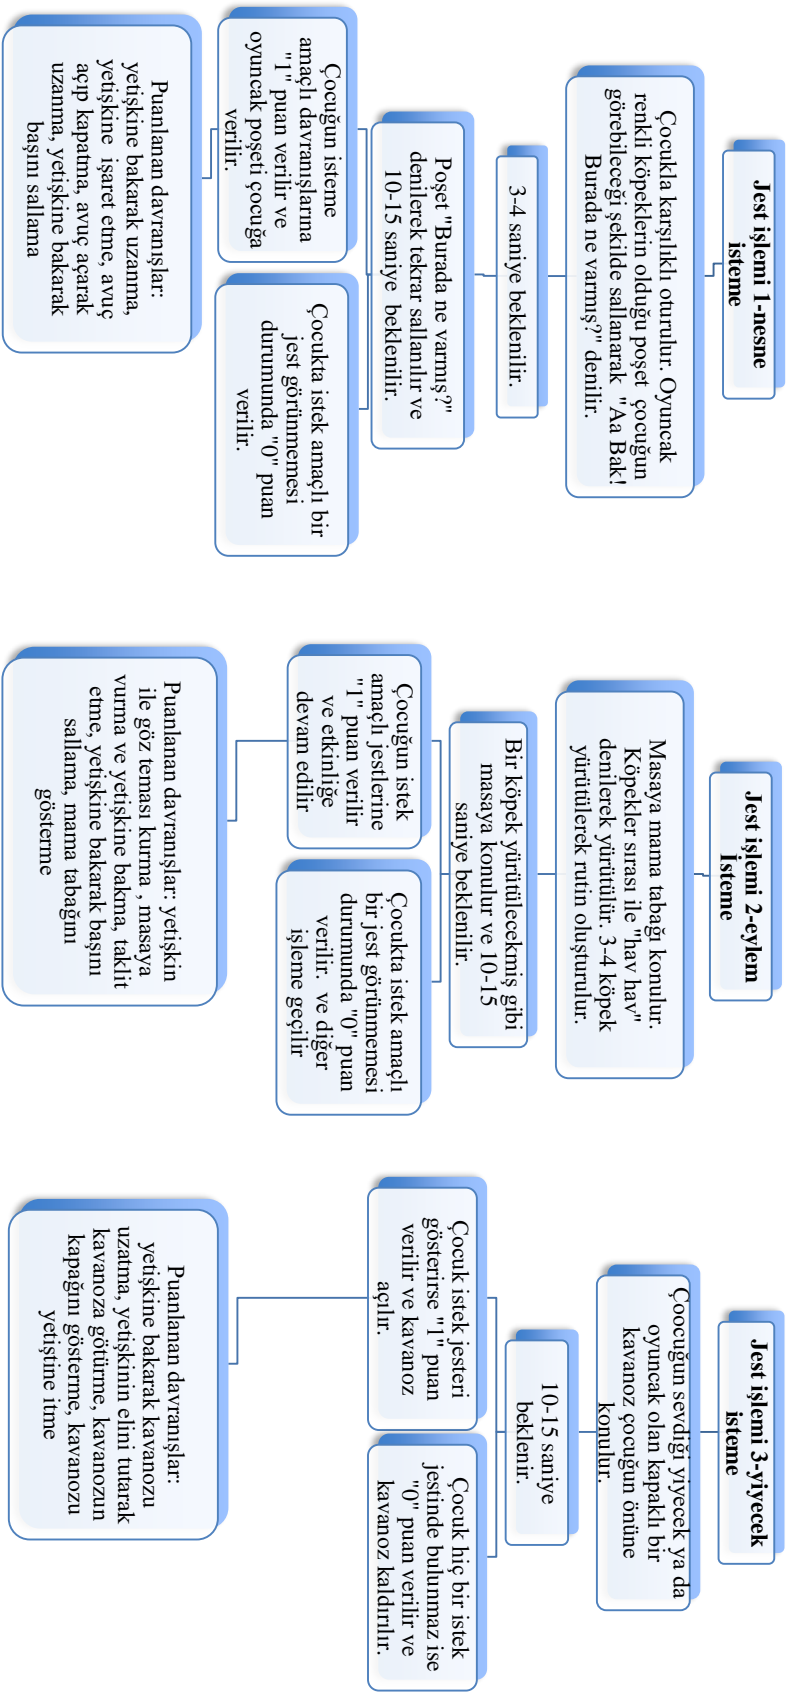 Jest işlemi 1-nesne
isteme
Çocukla karşılıklı oturulur. Oyuncak
renkli köpeklerin olduğu poşet çocuğun
görebileceği şekilde sallanarak "Aa Bak!
Burada ne varmış?" denilir.
3-4 saniye beklenilir.
Poşet "Burada ne varmış?"
denilerek tekrar sallanılır ve
10-15 saniye beklenilir.
Çocuğun isteme
amaçlı davranışlarına
"1" puan verilir ve
oyuncak poşeti çocuğa
verilir.
Çocukta istek amaçlı bir
jest görünmemesi
durumunda "0" puan
verilir.
Puanlanan davranışlar:
yetişkine bakarak uzanma,
yetişkine işaret etme, avuç
açıp kapatma, avuç açarak
uzanma, yetişkine bakarak
başını sallama
Jest işlemi 2-eylem
İsteme
Masaya mama tabağı konulur.
Köpekler sırası ile "hav hav"
denilerek yürütülür. 3-4 köpek
yürütülerek rutin oluşturulur.
Bir köpek yürütülecekmiş gibi
masaya konulur ve 10-15
saniye beklenilir.
Çocuğun istek
amaçlı jestlerine
"1" puan verilir
ve etkinliğe
devam edilir
Çocukta istek amaçlı
bir jest görünmemesi
durumunda "0" puan
verilir. ve diğer
işleme geçilir
Puanlanan davranışlar: yetişkin
ile göz teması kurma , masaya
vurma ve yetişkine bakma, taklit
etme, yetişkine bakarak başını
sallama, mama tabağını
gösterme
Jest işlemi 3-yiyecek
isteme
Çoocuğun sevdiği yiyecek ya da
oyuncak olan kapaklı bir
kavanoz çocuğun önüne
konulur.
10-15 saniye
beklenir.
Çocuk istek jesteri
gösterirse "1" puan
verilir ve kavanoz
açılır.
Çocuk hiç bir istek
jestinde bulunmaz ise
"0" puan verilir ve
kavanoz kaldırılır.
Puanlanan davranışlar:
yetişkine bakarak kavanozu
uzatma, yetişkinin elini tutarak
kavanoza götürme, kavanozun
kapağını gösterme, kavanozu
yetiştine itme